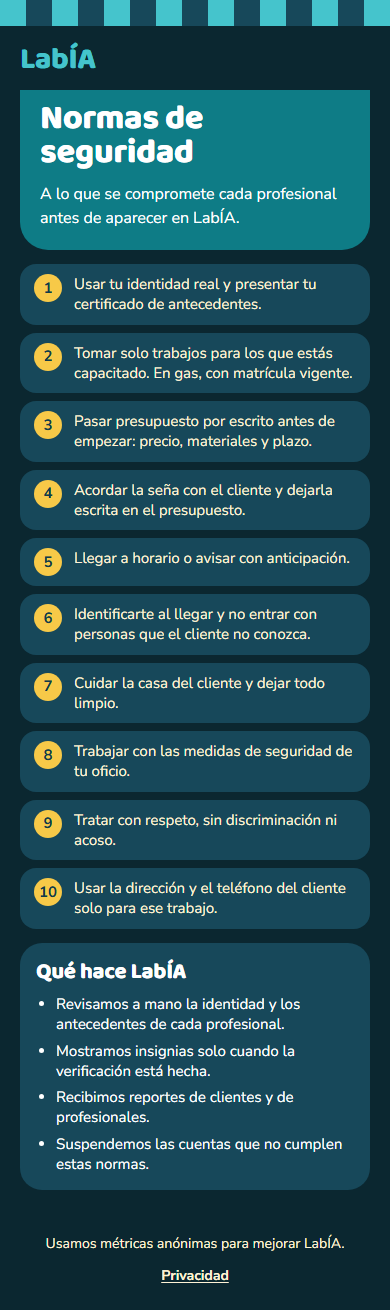 LabÍA
Normas de
seguridad
A lo que se compromete cada profesional
antes de aparecer en LabÍA.
1 Usar tu identidad real y presentar tu
certificado de antecedentes.
2 Tomar solo trabajos para los que estás
capacitado. En gas, con matrícula vigente.
3 Pasar presupuesto por escrito antes de
empezar: precio, materiales y plazo.
4 Acordar la seña con el cliente y dejarla
escrita en el presupuesto.
5 Llegar a horario o avisar con anticipación.
6 Identificarte al llegar y no entrar con
personas que el cliente no conozca.
7 Cuidar la casa del cliente y dejar todo
limpio.
8 Trabajar con las medidas de seguridad de
tu oficio.
9 Tratar con respeto, sin discriminación ni
acoso.
10 Usar la dirección y el teléfono del cliente
solo para ese trabajo.
Qué hace LabÍA
• Revisamos a mano la identidad y los
antecedentes de cada profesional.
• Mostramos insignias solo cuando la
verificación está hecha.
• Recibimos reportes de clientes y de
profesionales.
• Suspendemos las cuentas que no cumplen
estas normas.
Usamos métricas anónimas para mejorar LabÍA.
Privacidad